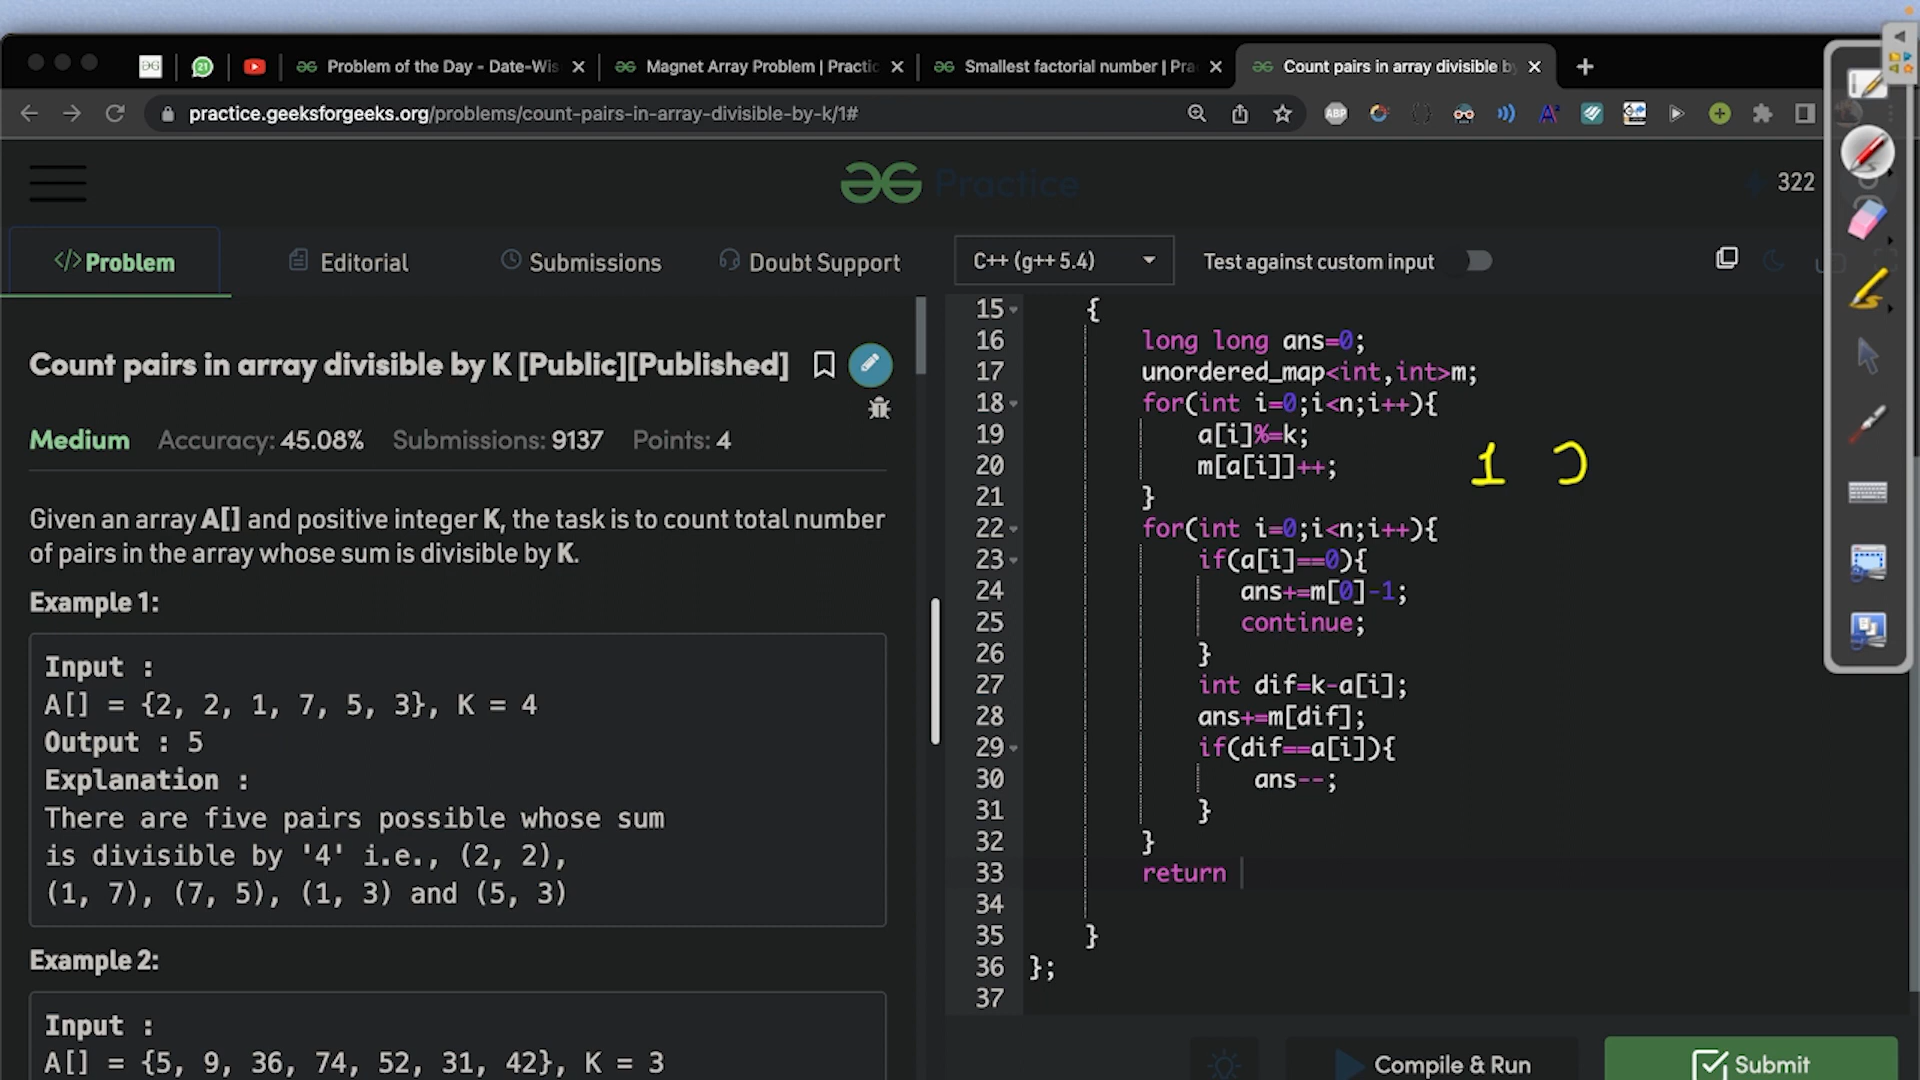 Problem of the Day - Date-Wis
Magnet Array Problem | Practic
Smallest factorial number | Pra
Count pairs in array divisible by
practice.geeksforgeeks.org/problems/count-pairs-in-array-divisible-by-k/1#
ABP
Practice
322
</> Problem
Editorial
Submissions
Doubt Support
C++ (g++ 5.4)
Test against custom input
Count pairs in array divisible by K [Public][Published]
Medium Accuracy: 45.08% Submissions: 9137 Points: 4
Given an array A[] and positive integer K, the task is to count total number
of pairs in the array whose sum is divisible by K.
Example 1:
Input :
A[] = {2, 2, 1, 7, 5, 3}, K = 4
Output : 5
Explanation :
There are five pairs possible whose sum
is divisible by '4' i.e., (2, 2),
(1, 7), (7, 5), (1, 3) and (5, 3)
Example 2:
Input :
A[] = {5, 9, 36, 74, 52, 31, 42}, K = 3
15 {
16 long long ans=0;
17 unordered_map<int,int>m;
18 for(int i=0;i<n;i++){
19 a[i]%=k;
20 m[a[i]]++;
1
21 }
22 for(int i=0;i<n;i++){
23 if(a[i]==0){
24 ans+=m[0]-1;
25 continue;
26 }
27 int dif=k-a[i];
28 ans+=m[dif];
29 if(dif==a[i]){
30 ans--;
31 }
32 }
33 return
34
35 }
36 };
37
Compile & Run
Submit